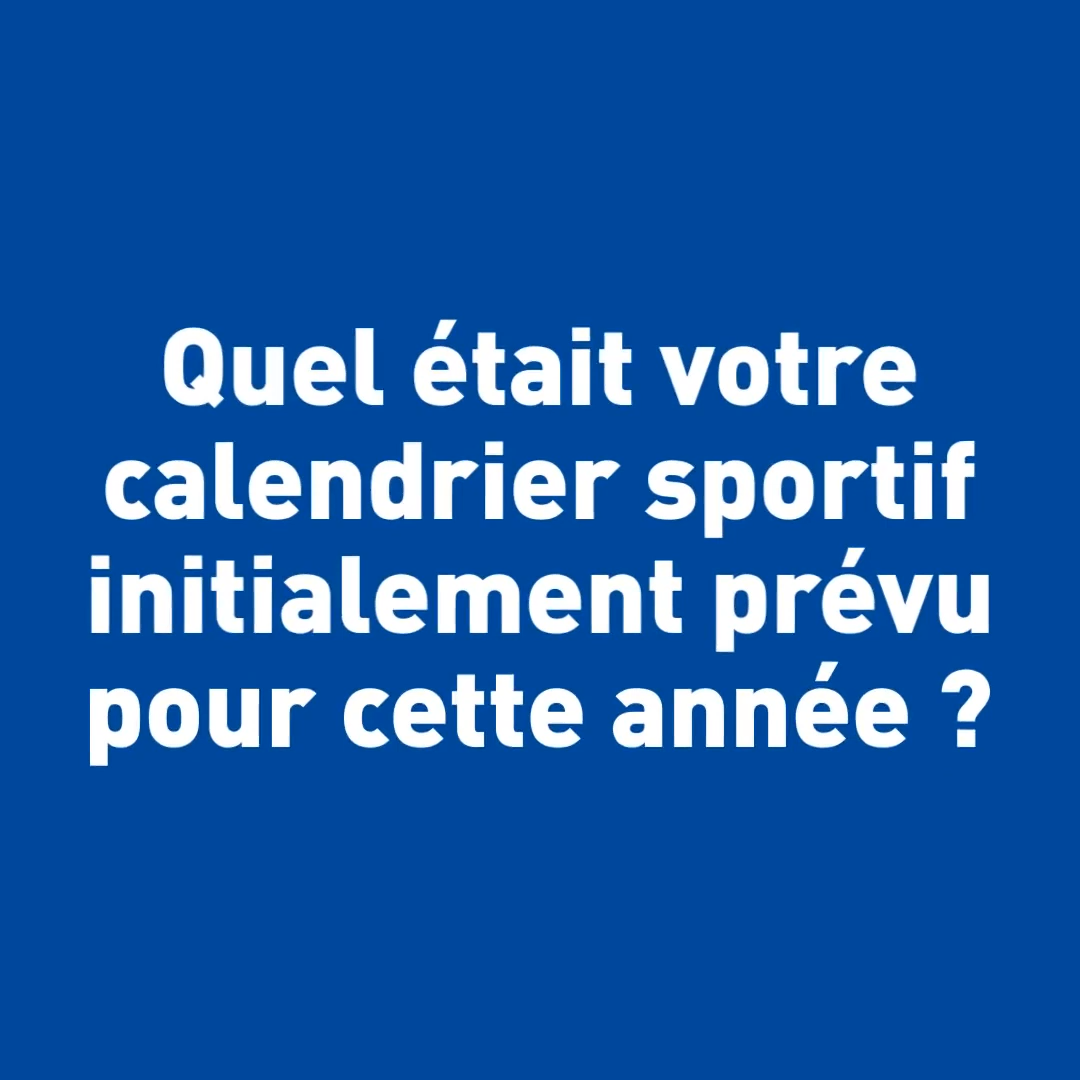 Quel était votre
calendrier sportif
initialement prévu
pour cette année ?